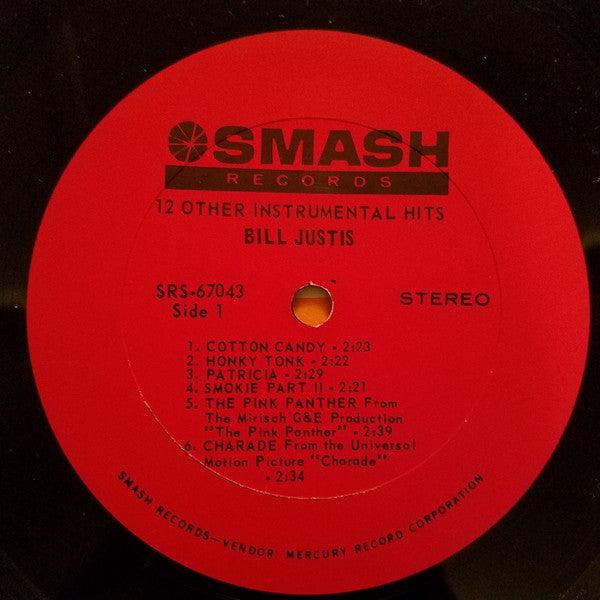 SMASH
RECORDS
12 OTHER INSTRUMENTAL HITS
BILL JUSTIS
SRS-67043
Side 1
STEREO
1. COTTON CANDY - 2:23
2. HONKY TONK - 2:22
3. PATRICIA - 2:29
4. SMOKIE PART II - 2:21
5. THE PINK PANTHER From
The Mirisch G&E Production
"The Pink Panther" - 2:39
6. CHARADE From the Universal
Motion Picture "Charade"
- 2:34
SMASH RECORDS—VENDOR MERCURY RECORD CORPORATION